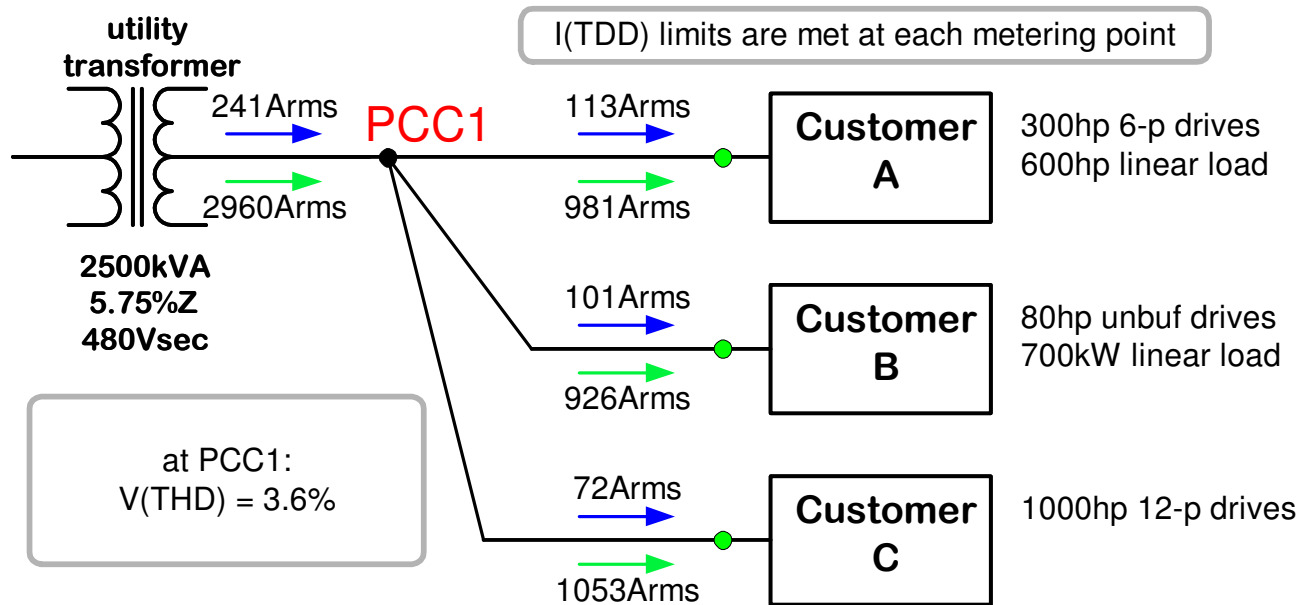 utility
transformer
I(TDD) limits are met at each metering point
241Arms
PCC1
113Arms
2960Arms
981Arms
Customer
A
300hp 6-p drives
600hp linear load
2500kVA
5.75%Z
480Vsec
101Arms
926Arms
Customer
B
80hp unbuf drives
700kW linear load
at PCC1:
V(THD) = 3.6%
72Arms
1053Arms
Customer
C
1000hp 12-p drives